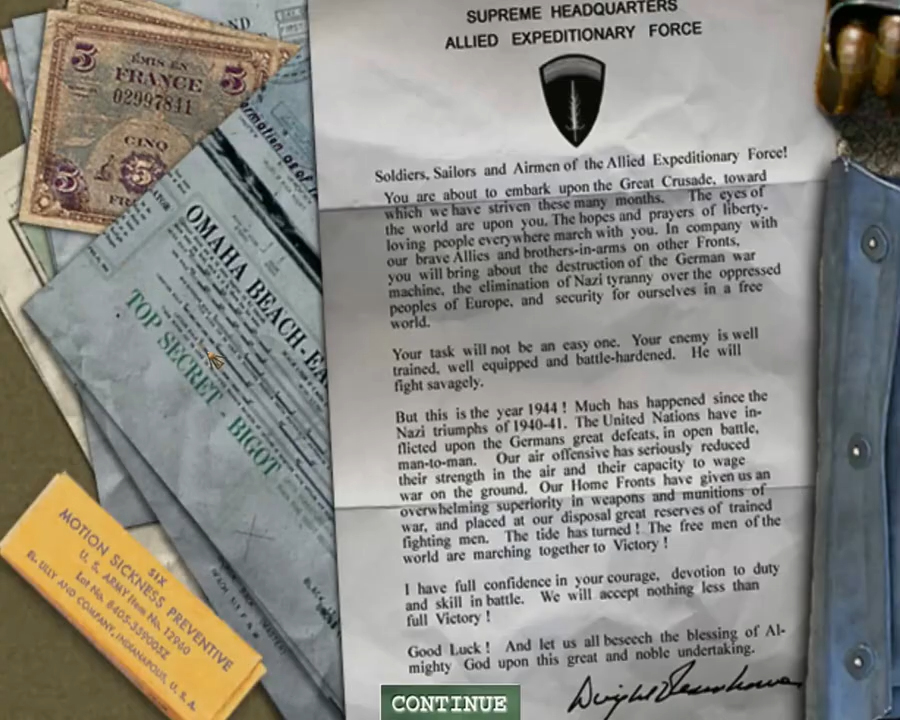 SUPREME HEADQUARTERS
ALLIED EXPEDITIONARY FORCE
Soldiers, Sailors and Airmen of the Allied Expeditionary Force!
You are about to embark upon the Great Crusade, toward
which we have striven these many months. The eyes of
the world are upon you. The hopes and prayers of liberty-
loving people everywhere march with you. In company with
our brave Allies and brothers-in-arms on other Fronts,
you will bring about the destruction of the German war
machine, the elimination of Nazi tyranny over the oppressed
peoples of Europe, and security for ourselves in a free
world.
Your task will not be an easy one. Your enemy is well
trained, well equipped and battle-hardened. He will
fight savagely.
But this is the year 1944 ! Much has happened since the
Nazi triumphs of 1940-41. The United Nations have in-
flicted upon the Germans great defeats, in open battle,
man-to-man. Our air offensive has seriously reduced
their strength in the air and their capacity to wage
war on the ground. Our Home Fronts have given us an
overwhelming superiority in weapons and munitions of
war, and placed at our disposal great reserves of trained
fighting men. The tide has turned ! The free men of the
world are marching together to Victory !
I have full confidence in your courage, devotion to duty
and skill in battle. We will accept nothing less than
full Victory !
Good Luck ! And let us all beseech the blessing of Al-
mighty God upon this great and noble undertaking.
Dwight Eisenhower
CONTINUE
5 ÉMIS EN 5
FRANCE
02997841
CINQ
5 5
OMAHA BEACH-E
TOP SECRET - BIGOT
SIX
MOTION SICKNESS PREVENTIVE
U. S. ARMY Item No. 12960
Lot No. 8405-359005Z
LILLY AND COMPANY, INDIANAPOLIS, U. S. A.